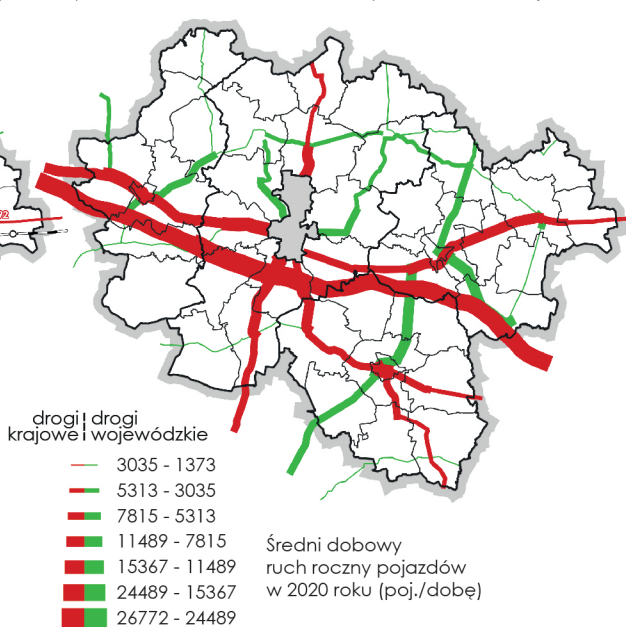 drogi drogi
krajowe wojewódzkie
3035 - 1373
5313 - 3035
7815 - 5313
11489 - 7815
15367 - 11489
24489 - 15367
26772 - 24489
Średni dobowy
ruch roczny pojazdów
w 2020 roku (poj./dobę)